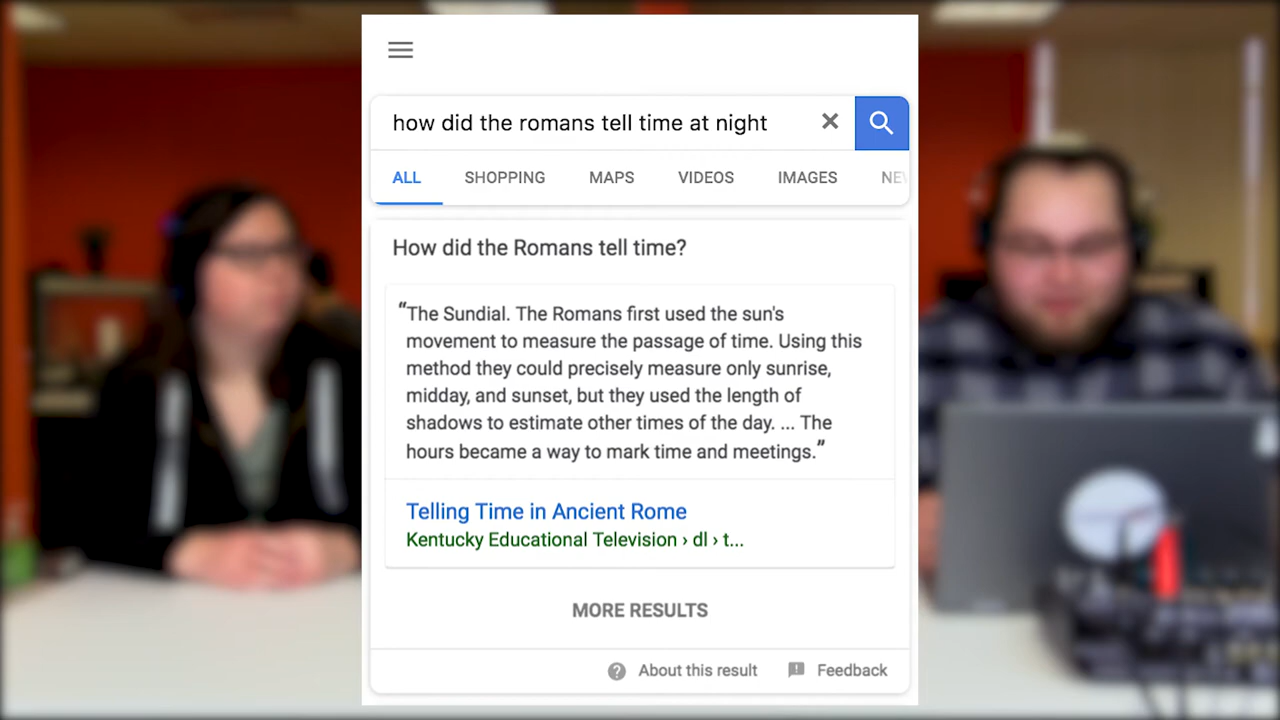 how did the romans tell time at night
ALL SHOPPING MAPS VIDEOS IMAGES NEW
How did the Romans tell time?
“The Sundial. The Romans first used the sun's
movement to measure the passage of time. Using this
method they could precisely measure only sunrise,
midday, and sunset, but they used the length of
shadows to estimate other times of the day. ... The
hours became a way to mark time and meetings.”
Telling Time in Ancient Rome
Kentucky Educational Television › dl › t...
MORE RESULTS
About this result Feedback